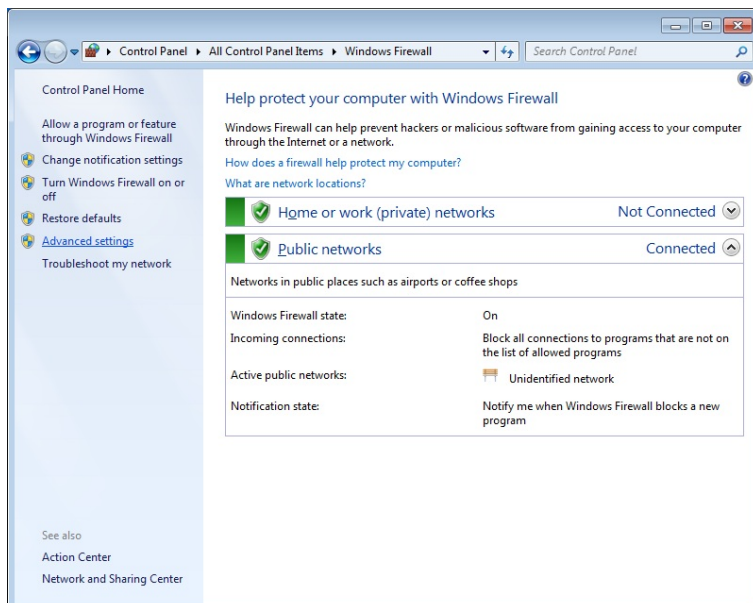 Control Panel ▸ All Control Panel Items ▸ Windows Firewall
Search Control Panel
Control Panel Home
Allow a program or feature
through Windows Firewall
Change notification settings
Turn Windows Firewall on or
off
Restore defaults
Advanced settings
Troubleshoot my network
See also
Action Center
Network and Sharing Center
Help protect your computer with Windows Firewall
Windows Firewall can help prevent hackers or malicious software from gaining access to your computer
through the Internet or a network.
How does a firewall help protect my computer?
What are network locations?
Home or work (private) networks Not Connected
Public networks Connected
Networks in public places such as airports or coffee shops
Windows Firewall state: On
Incoming connections: Block all connections to programs that are not on
the list of allowed programs
Active public networks: Unidentified network
Notification state: Notify me when Windows Firewall blocks a new
program